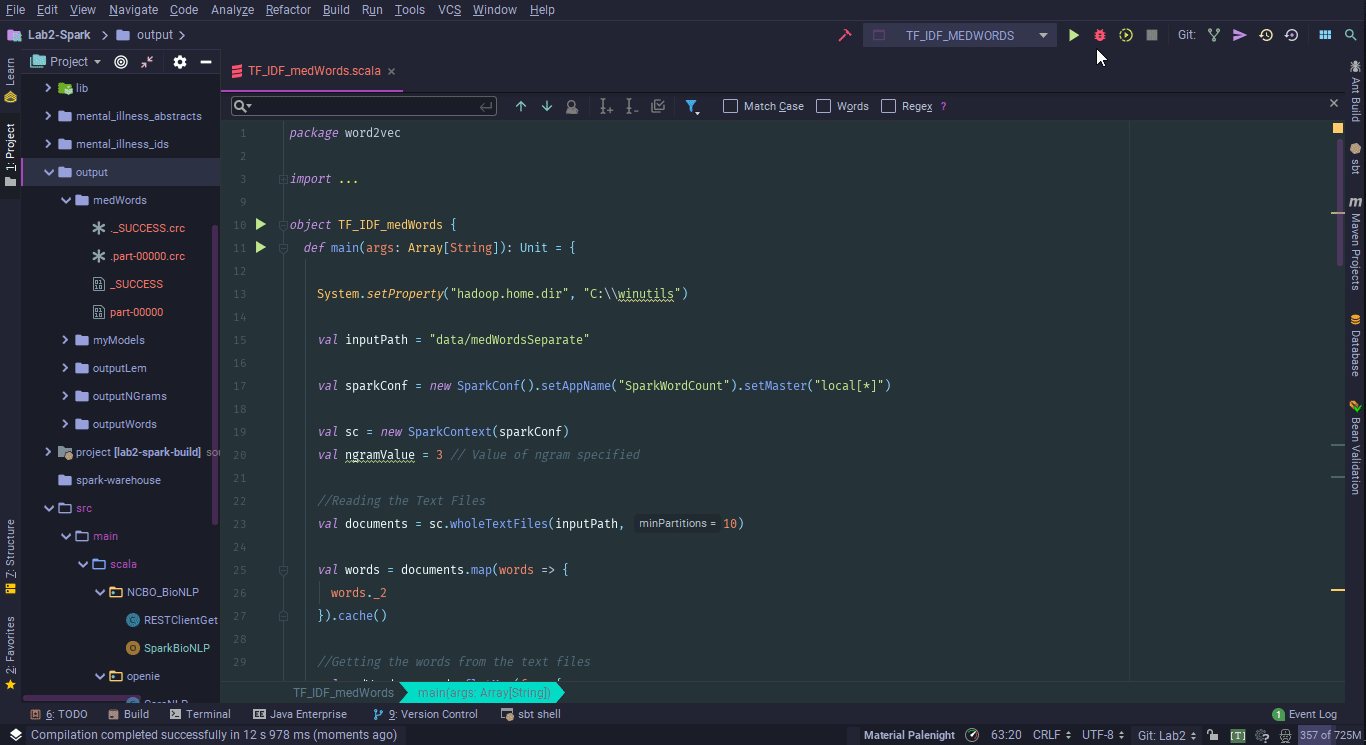 File Edit View Navigate Code Analyze Refactor Build Run Tools VCS Window Help
Lab2-Spark output TF_IDF_MEDWORDS Git:
Project
TF_IDF_medWords.scala
Match Case Words Regex ?
Learn
1: Project
7: Structure
2: Favorites
lib
mental_illness_abstracts
mental_illness_ids
output
medWords
._SUCCESS.crc
.part-00000.crc
_SUCCESS
part-00000
myModels
outputLem
outputNGrams
outputWords
project [lab2-spark-build] so
spark-warehouse
src
main
scala
NCBO_BioNLP
RESTClientGet
SparkBioNLP
openie
CoreNLP
1 package word2vec
2
3 import ...
9
10 object TF_IDF_medWords {
11 def main(args: Array[String]): Unit = {
12
13 System.setProperty("hadoop.home.dir", "C:\\winutils")
14
15 val inputPath = "data/medWordsSeparate"
16
17 val sparkConf = new SparkConf().setAppName("SparkWordCount").setMaster("local[*]")
18
19 val sc = new SparkContext(sparkConf)
20 val ngramValue = 3 // Value of ngram specified
21
22 //Reading the Text Files
23 val documents = sc.wholeTextFiles(inputPath, minPartitions = 10)
24
25 val words = documents.map(words => {
26 words._2
27 }).cache()
28
29 //Getting the words from the text files
TF_IDF_medWords main(args: Array[String])
Ant Build
sbt
m Maven Projects
Database
Bean Validation
6: TODO Build Terminal Java Enterprise 9: Version Control sbt shell 1 Event Log
Compilation completed successfully in 12 s 978 ms (moments ago) Material Palenight 63:20 CRLF UTF-8 Git: Lab2 [T] 357 of 725M